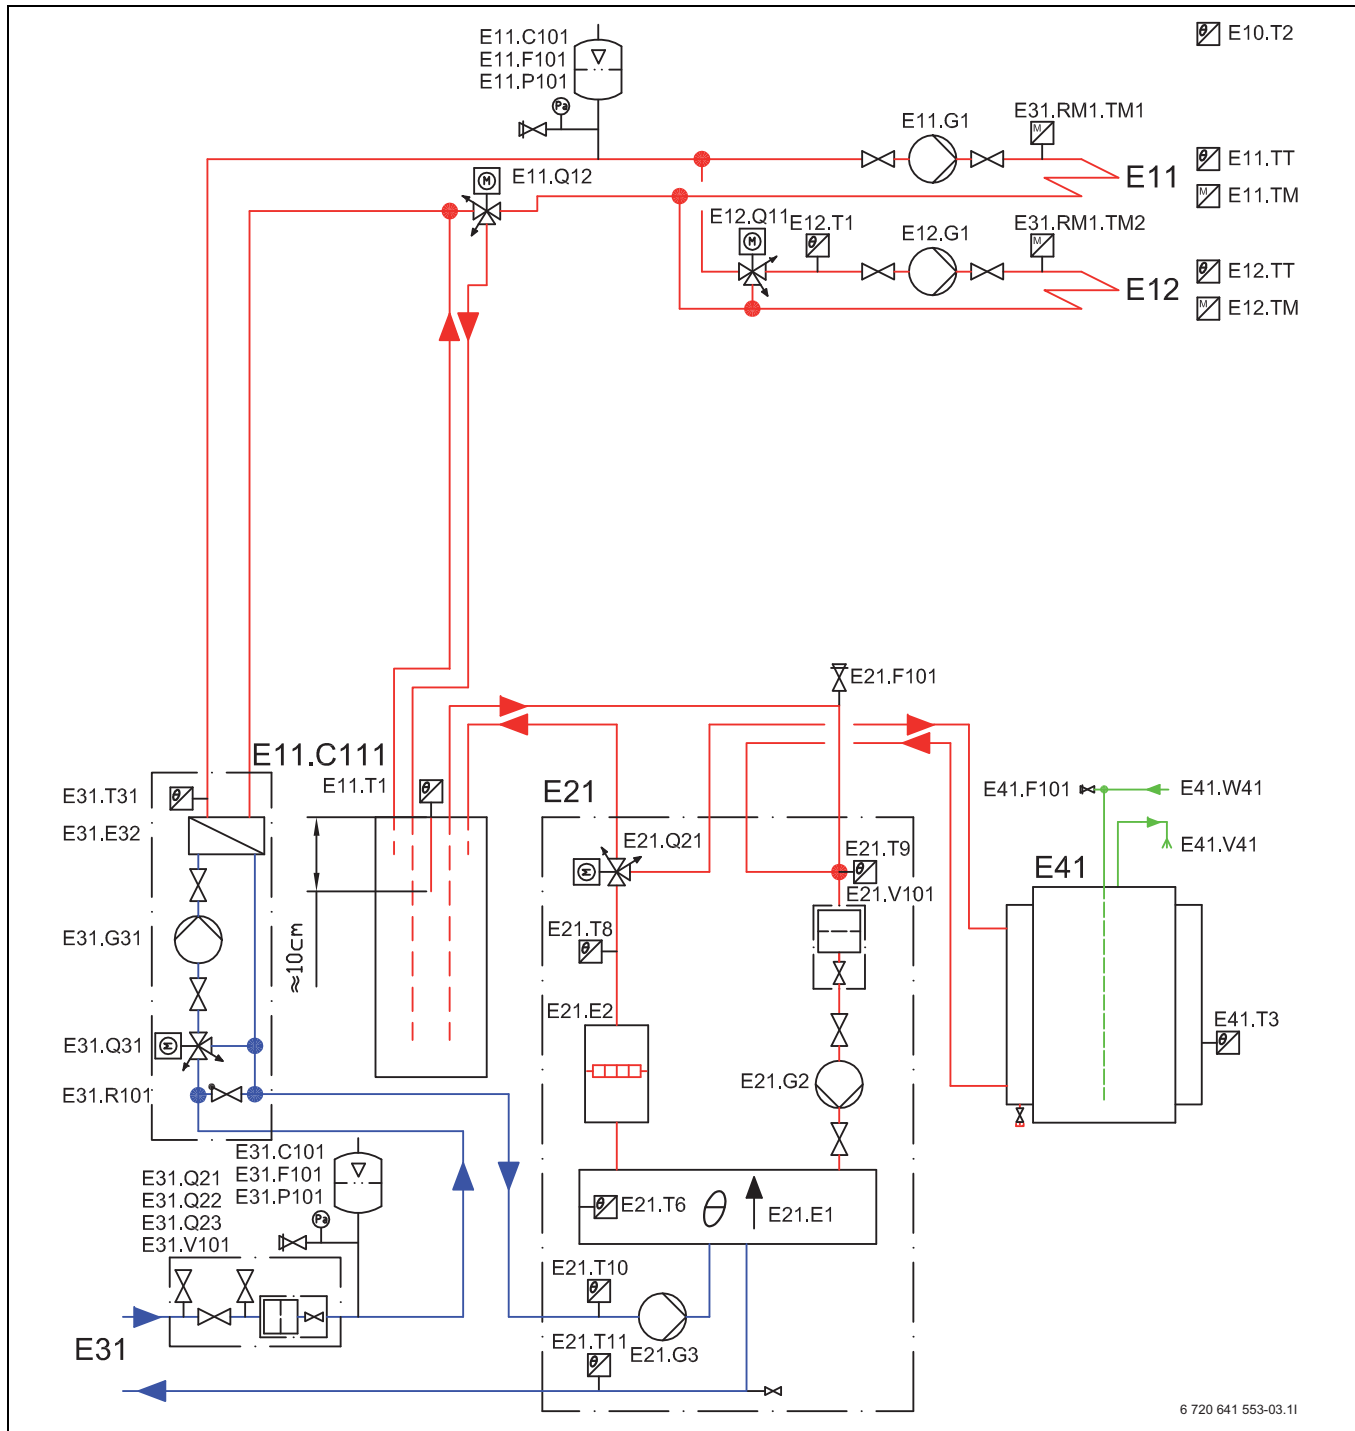 E11.C101
E11.F101
E11.P101
Pa
E10.T2
θ
E11.G1
E31.RM1.TM1
M
E11
θ
E11.TT
M
E11.TM
M
E11.Q12
E12.Q11
M
E12.T1
θ
E12.G1
E31.RM1.TM2
M
E12
θ
E12.TT
M
E12.TM
E21.F101
E11.C111
E11.T1
θ
E31.T31
θ
E31.E32
E31.G31
E31.Q31
M
E31.R101
≈10cm
E21
E21.Q21
M
E21.T8
θ
E21.E2
E21.T9
θ
E21.V101
E21.G2
E21.T6
θ
θ
E21.E1
E41.F101
E41.W41
E41.V41
E41
E41.T3
θ
E31.C101
E31.F101
E31.P101
Pa
E31.Q21
E31.Q22
E31.Q23
E31.V101
E31
E21.T10
θ
E21.T11
θ
E21.G3
6 720 641 553-03.1I